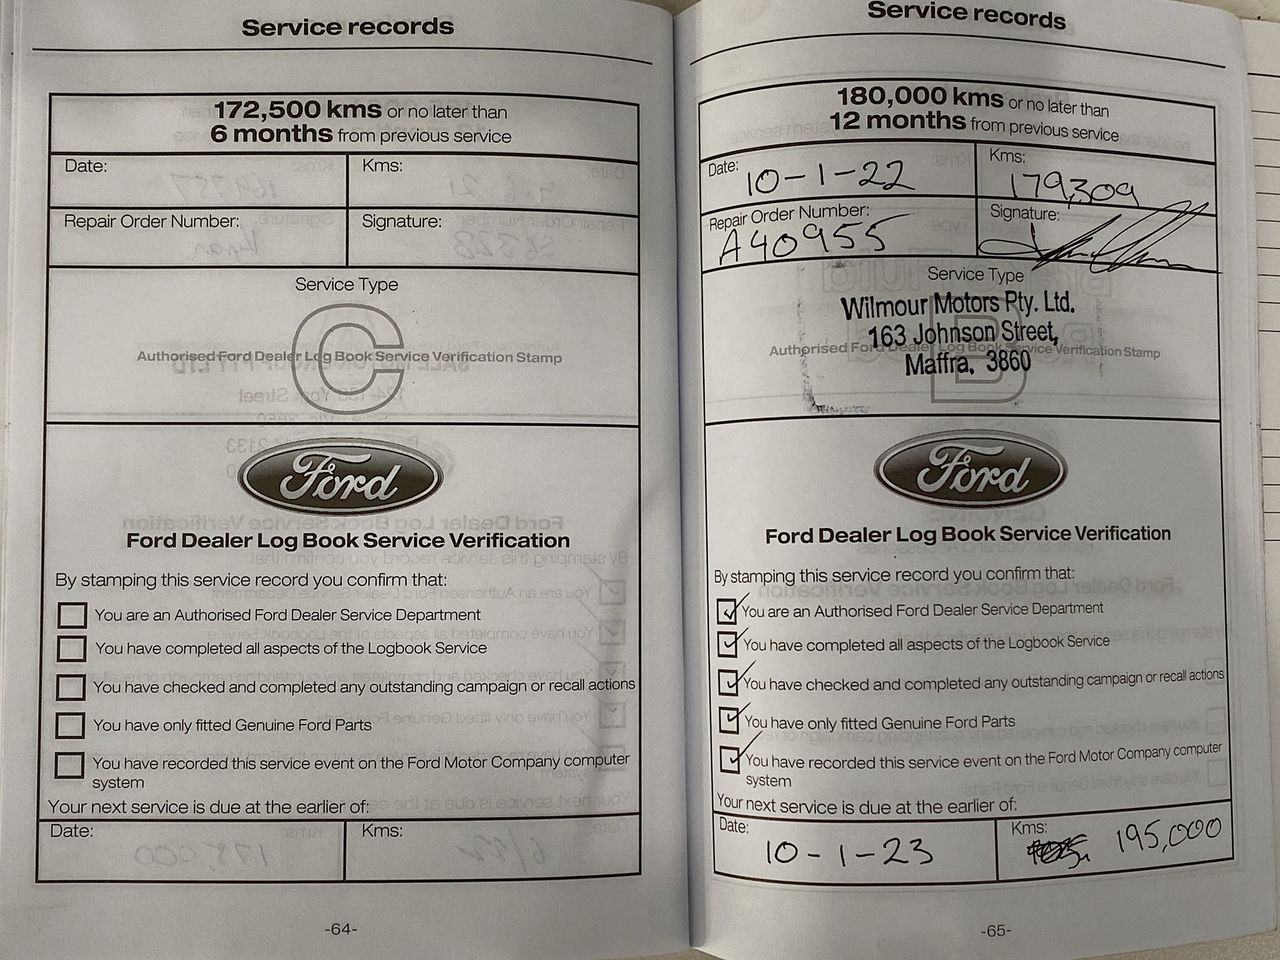 Service records
172,500 kms or no later than
6 months from previous service
Date:
Kms:
Repair Order Number:
Signature:
Service Type
C
Authorised Ford Dealer Log Book Service Verification Stamp
Ford
Ford Dealer Log Book Service Verification
By stamping this service record you confirm that:
You are an Authorised Ford Dealer Service Department
You have completed all aspects of the Logbook Service
You have checked and completed any outstanding campaign or recall actions
You have only fitted Genuine Ford Parts
You have recorded this service event on the Ford Motor Company computer
system
Your next service is due at the earlier of:
Date:
Kms:
-64-
Service records
180,000 kms or no later than
12 months from previous service
Date: 10-1-22
Kms: 179,309
Repair Order Number:
A40955
Signature:
Service Type
B
Wilmour Motors Pty. Ltd.
163 Johnson Street,
Authorised Ford Dealer Log Book Service Verification Stamp
Maffra, 3860
Ford
Ford Dealer Log Book Service Verification
By stamping this service record you confirm that:
You are an Authorised Ford Dealer Service Department
You have completed all aspects of the Logbook Service
You have checked and completed any outstanding campaign or recall actions
You have only fitted Genuine Ford Parts
You have recorded this service event on the Ford Motor Company computer
system
Your next service is due at the earlier of:
Date: 10-1-23
Kms: 195,000
-65-